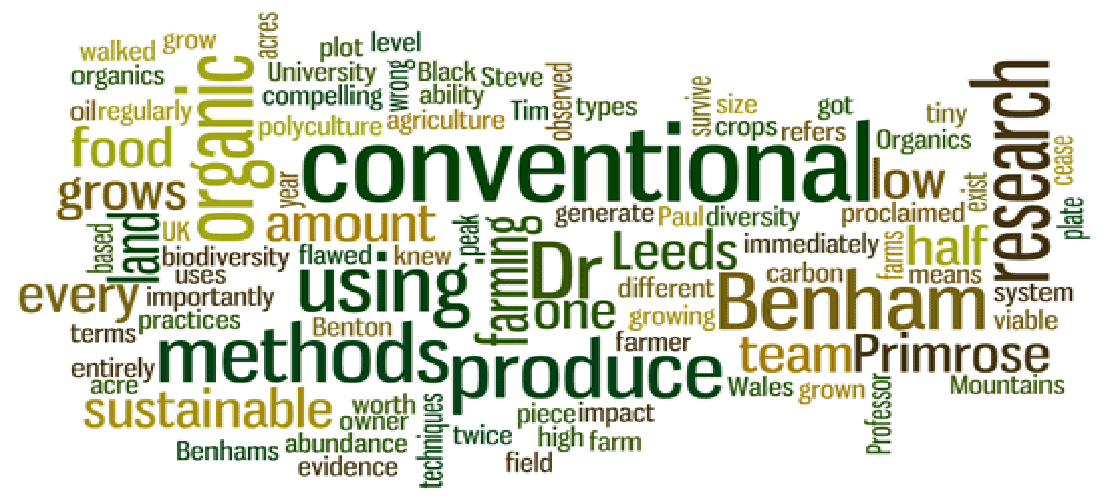 walked
grow
acres
plot
level
organics
organic
University
wrong
Black
Steve
observed
compelling
ability
oil
regularly
polyculture
agriculture
Tim
types
survive
size
crops
refers
got
Organics
tiny
research
food
conventional
low
cease
grows
year
amount
generate
Paul
diversity
proclaimed
exist
plate
based
land
UK
peak
farming
biodiversity
flawed
knew
Dr
Leeds
immediately
farms
half
uses
using
different
carbon
means
every
importantly
one
growing
Benham
system
terms
practices
Benton
farmer
viable
entirely
methods
produce
team
Primrose
acre
Wales
grown
Professor
Mountains
sustainable
worth
owner
techniques
piece
impact
Benhams
abundance
twice
high
farm
evidence
field